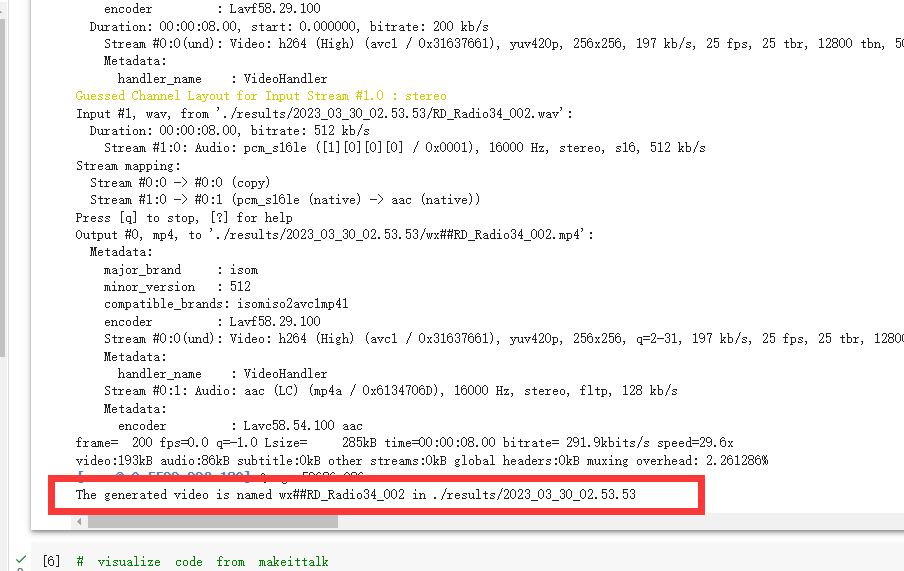 encoder : Lavf58.29.100
Duration: 00:00:08.00, start: 0.000000, bitrate: 200 kb/s
Stream #0:0(und): Video: h264 (High) (avc1 / 0x31637661), yuv420p, 256x256, 197 kb/s, 25 fps, 25 tbr, 12800 tbn, 50
Metadata:
handler_name : VideoHandler
Guessed Channel Layout for Input Stream #1.0 : stereo
Input #1, wav, from './results/2023_03_30_02.53.53/RD_Radio34_002.wav':
Duration: 00:00:08.00, bitrate: 512 kb/s
Stream #1:0: Audio: pcm_s16le ([1][0][0][0] / 0x0001), 16000 Hz, stereo, s16, 512 kb/s
Stream mapping:
Stream #0:0 -> #0:0 (copy)
Stream #1:0 -> #0:1 (pcm_s16le (native) -> aac (native))
Press [q] to stop, [?] for help
Output #0, mp4, to './results/2023_03_30_02.53.53/wx##RD_Radio34_002.mp4':
Metadata:
major_brand : isom
minor_version : 512
compatible_brands: isomiso2avc1mp41
encoder : Lavf58.29.100
Stream #0:0(und): Video: h264 (High) (avc1 / 0x31637661), yuv420p, 256x256, q=2-31, 197 kb/s, 25 fps, 25 tbr, 12800
Metadata:
handler_name : VideoHandler
Stream #0:1: Audio: aac (LC) (mp4a / 0x6134706D), 16000 Hz, stereo, fltp, 128 kb/s
Metadata:
encoder : Lavc58.54.100 aac
frame= 200 fps=0.0 q=-1.0 Lsize= 285kB time=00:00:08.00 bitrate= 291.9kbits/s speed=29.6x
video:193kB audio:86kB subtitle:0kB other streams:0kB global headers:0kB muxing overhead: 2.261286%
The generated video is named wx##RD_Radio34_002 in ./results/2023_03_30_02.53.53
[6] # visualize code from makeittalk